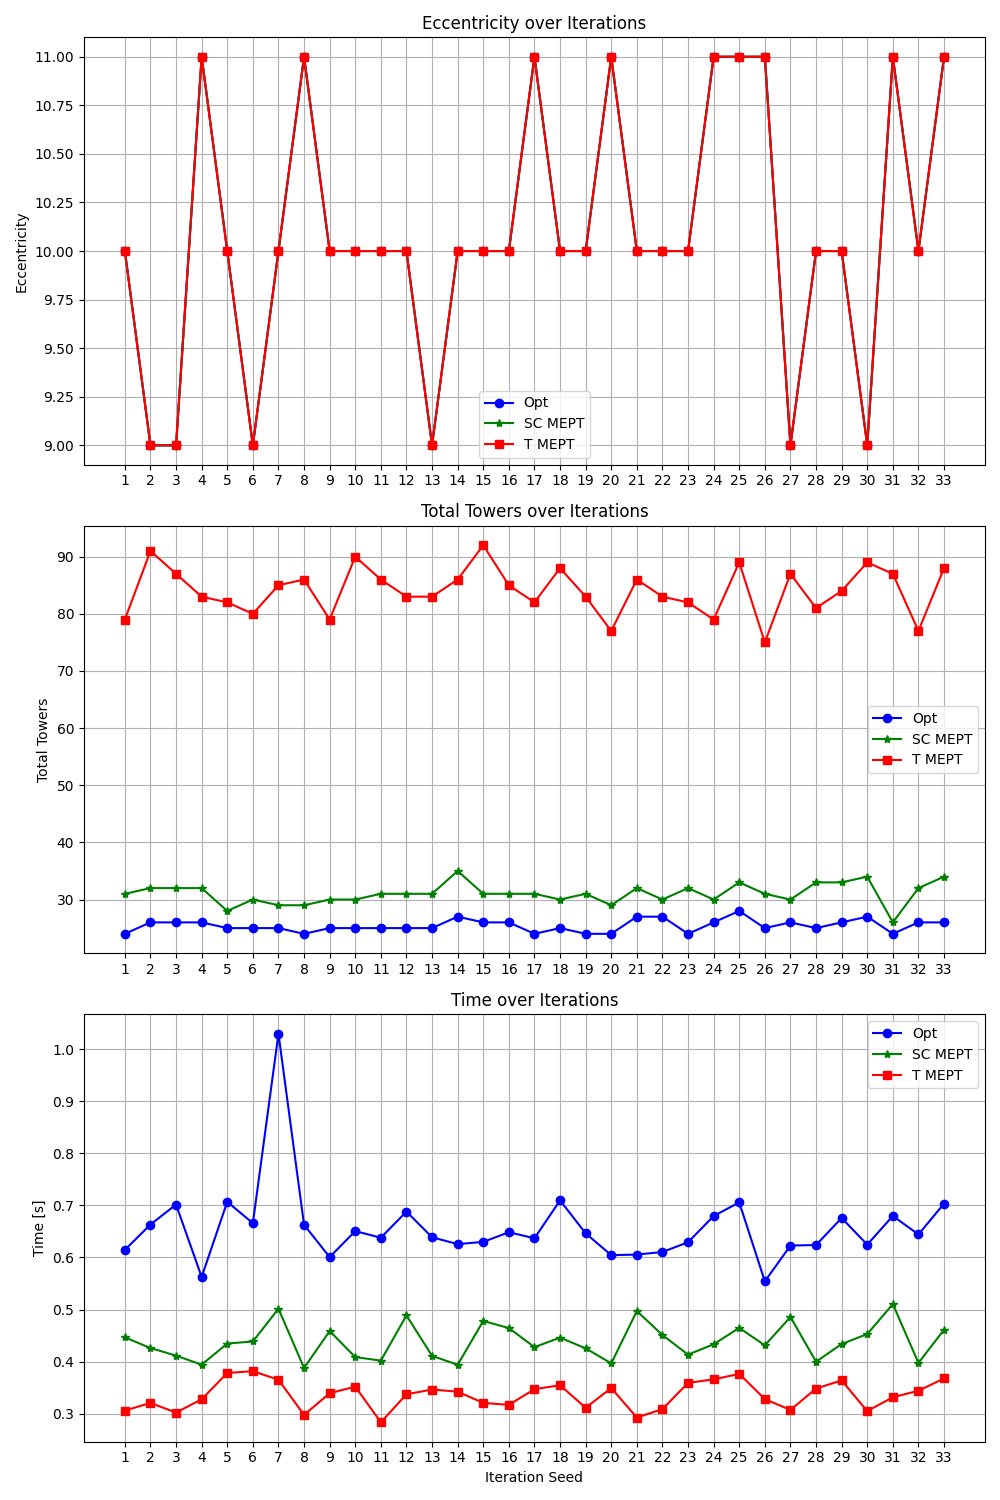 Eccentricity over Iterations
11.00
10.75
10.50
10.25
10.00
9.75
9.50
9.25
9.00
Eccentricity
Opt
SC MEPT
T MEPT
1 2 3 4 5 6 7 8 9 10 11 12 13 14 15 16 17 18 19 20 21 22 23 24 25 26 27 28 29 30 31 32 33
Total Towers over Iterations
90
80
70
60
50
40
30
Total Towers
Opt
SC MEPT
T MEPT
1 2 3 4 5 6 7 8 9 10 11 12 13 14 15 16 17 18 19 20 21 22 23 24 25 26 27 28 29 30 31 32 33
Time over Iterations
1.0
0.9
0.8
0.7
0.6
0.5
0.4
0.3
Time [s]
Opt
SC MEPT
T MEPT
1 2 3 4 5 6 7 8 9 10 11 12 13 14 15 16 17 18 19 20 21 22 23 24 25 26 27 28 29 30 31 32 33
Iteration Seed